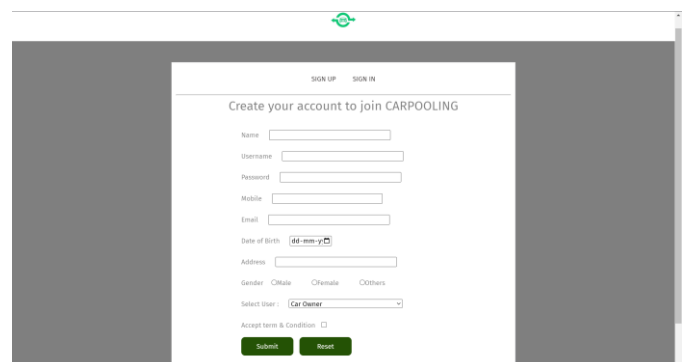 SIGN UP SIGN IN
Create your account to join CARPOOLING
Name
Username
Password
Mobile
Email
Date of Birth dd-mm-y
Address
Gender Male Female Others
Select User : Car Owner
Accept term & Condition
Submit Reset